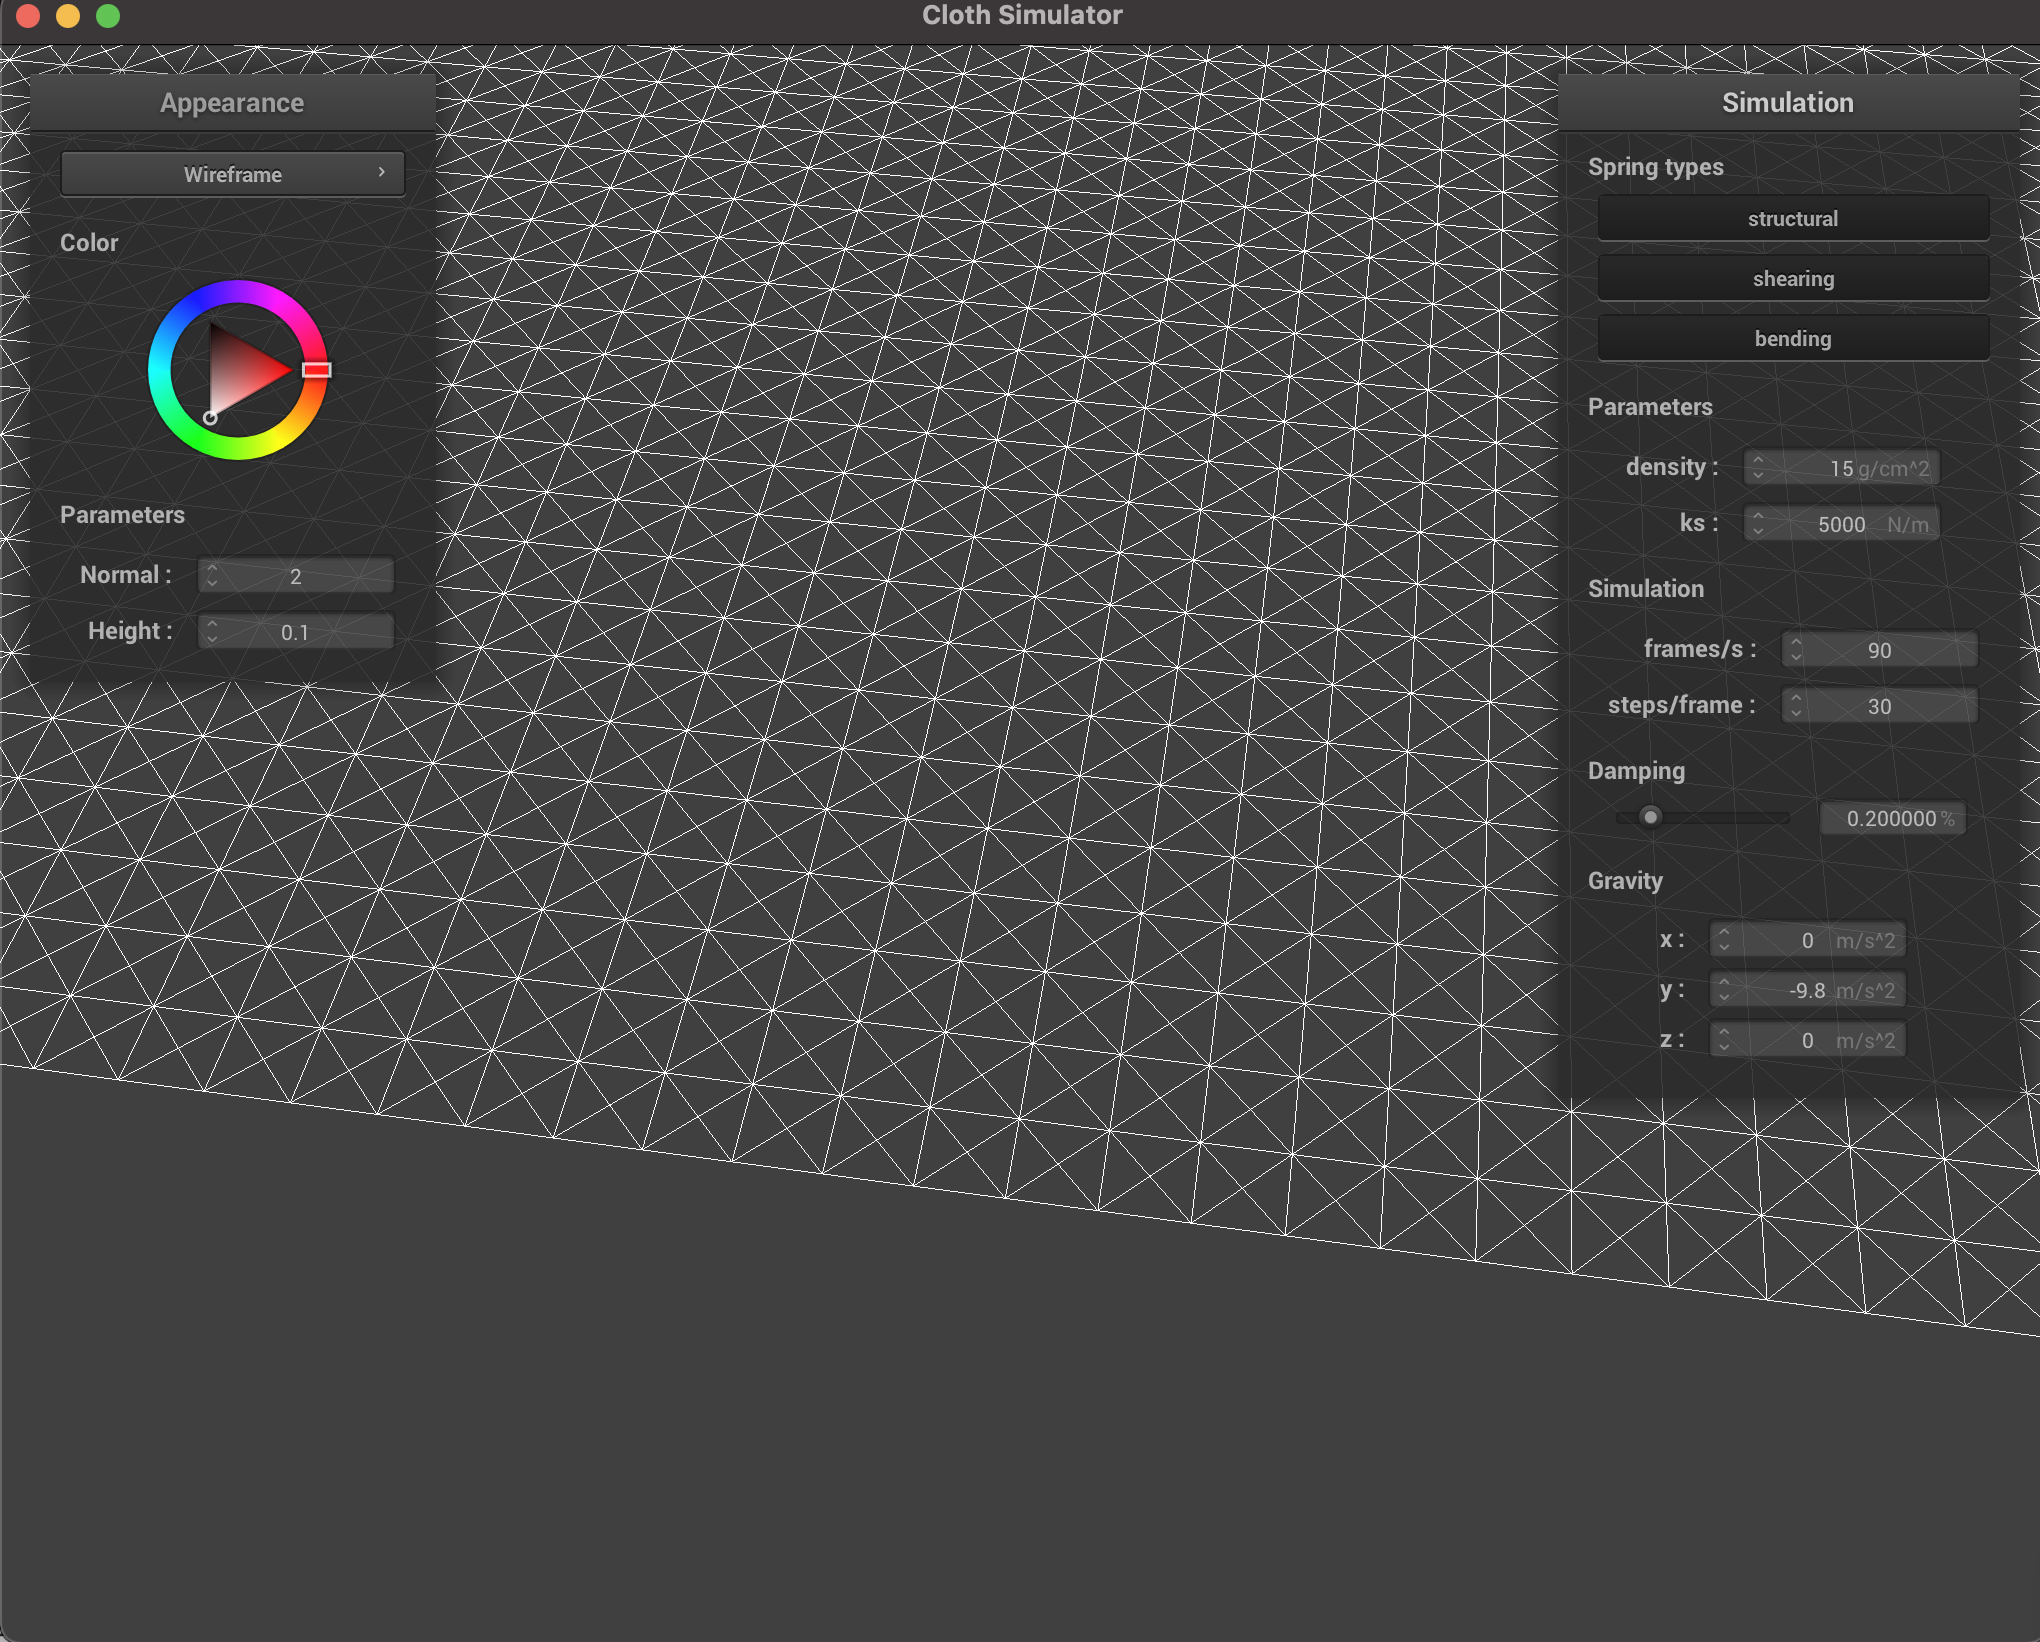 Cloth Simulator
Appearance
Wireframe
Color
Parameters
Normal : 2
Height : 0.1
Simulation
Spring types
structural
shearing
bending
Parameters
density : 15 g/cm^2
ks : 5000 N/m
Simulation
frames/s : 90
steps/frame : 30
Damping
0.200000 %
Gravity
x : 0 m/s^2
y : -9.8 m/s^2
z : 0 m/s^2